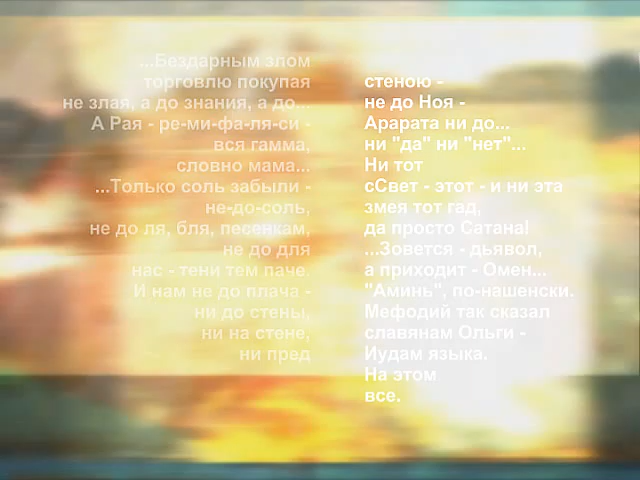 ...Бездарным злом
торговлю покупая
не злая, а до знания, а до...
А Рая - ре-ми-фа-ля-си -
вся гамма,
словно мама...
...Только соль забыли -
не-до-соль,
не до ля, бля, песенкам,
не до для
нас - тени тем паче.
И нам не до плача -
ни до стены,
ни на стене,
ни пред
стеною -
не до Ноя -
Арарата ни до...
ни "да" ни "нет"...
Ни тот
сСвет - этот - и ни эта
змея тот гад,
да просто Сатана!
...Зовется - дьявол,
а приходит - Омен...
"Аминь", по-нашенски.
Мефодий так сказал
славянам Ольги -
Иудам языка.
На этом
все.